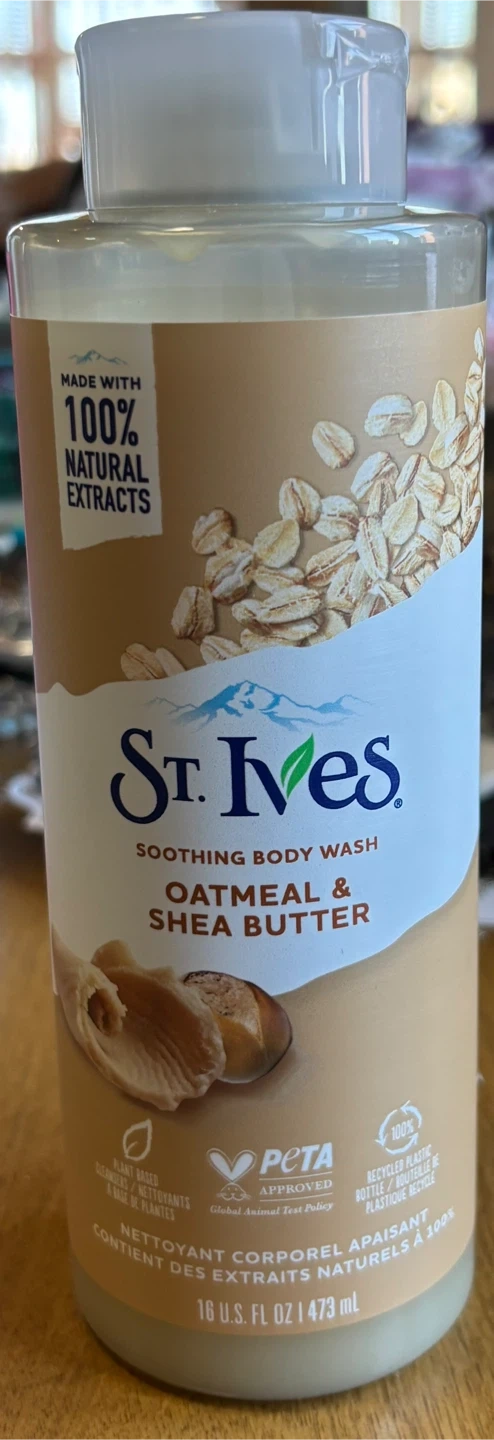 MADE WITH
100%
NATURAL
EXTRACTS
ST. IVES®
SOOTHING BODY WASH
OATMEAL &
SHEA BUTTER
PLANT BASED
CLEANSERS / NETTOYANTS
À BASE DE PLANTES
PETA
APPROVED
Global Animal Test Policy
100%
RECYCLED PLASTIC
BOTTLE / BOUTEILLE DE
PLASTIQUE RECYCLÉ
NETTOYANT CORPOREL APAISANT
CONTIENT DES EXTRAITS NATURELS À 100%
16 U.S. FL OZ | 473 mL